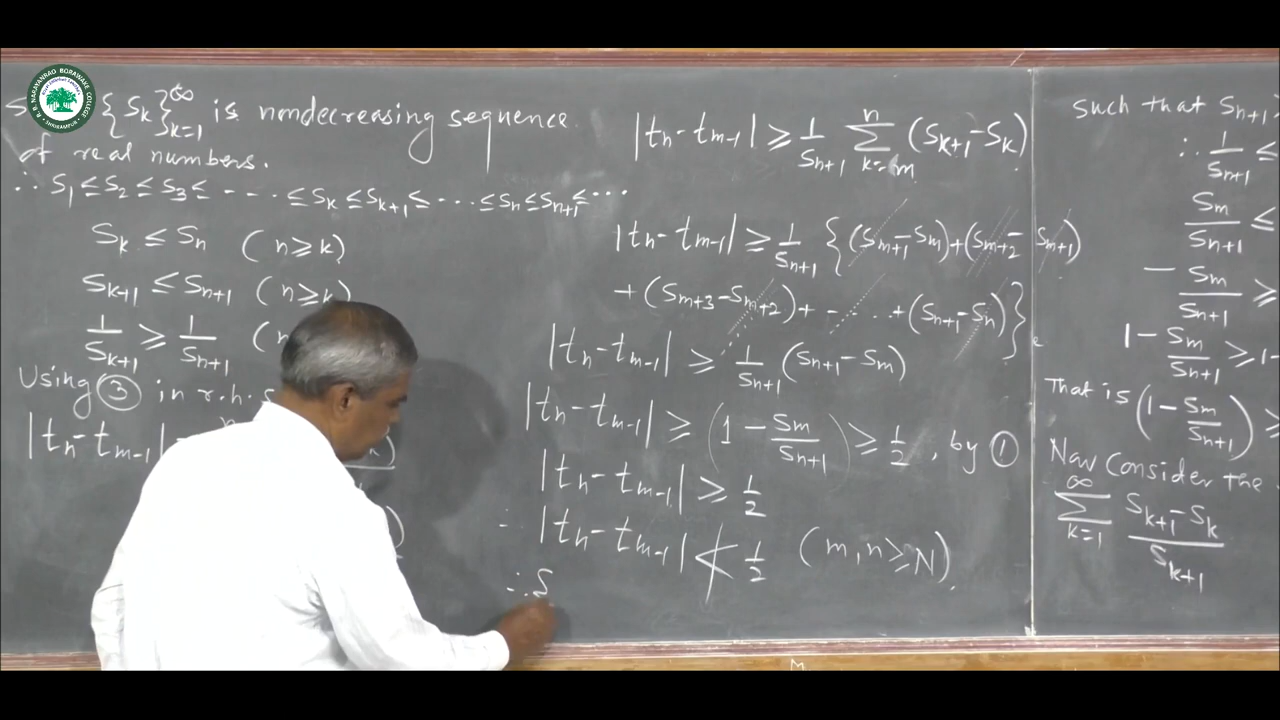 R. B. NARAYANRAO BORAWAKE COLLEGE
SHRIRAMPUR
{S_k}_{k=1}^∞ is nondecreasing sequence
of real numbers.
∴ S_1 ≤ S_2 ≤ S_3 ≤ ---- ≤ S_k ≤ S_{k+1} ≤ ... ≤ S_n ≤ S_{n+1} ≤ ...
S_k ≤ S_n (n ≥ k)
S_{k+1} ≤ S_{n+1} (n ≥ k)
1/S_{k+1} ≥ 1/S_{n+1}
Using ③ in r.h.s
|t_n - t_{m-1}|
|t_n - t_{m-1}| ≥ 1/S_{n+1} ∑_{k=m}^{n} (S_{k+1} - S_k)
|t_n - t_{m-1}| ≥ 1/S_{n+1} {(S_{m+1} - S_m) + (S_{m+2} - S_{m+1})
+ (S_{m+3} - S_{m+2}) + - ... + (S_{n+1} - S_n)}
|t_n - t_{m-1}| ≥ 1/S_{n+1} (S_{n+1} - S_m)
|t_n - t_{m-1}| ≥ (1 - S_m/S_{n+1}) ≥ 1/2, by ①
|t_n - t_{m-1}| ≥ 1/2
∴ |t_n - t_{m-1}| ≮ 1/2 (m, n ≥ N).
∴ S
such that S_{n+1}
∴ 1/S_{n+1} ≤
S_m/S_{n+1} ≤
- S_m/S_{n+1} ≥
1 - S_m/S_{n+1} ≥ 1-
That is (1 - S_m/S_{n+1}) ≥
Now Consider the
∑_{k=1}^∞ (S_{k+1} - S_k)/S_{k+1}